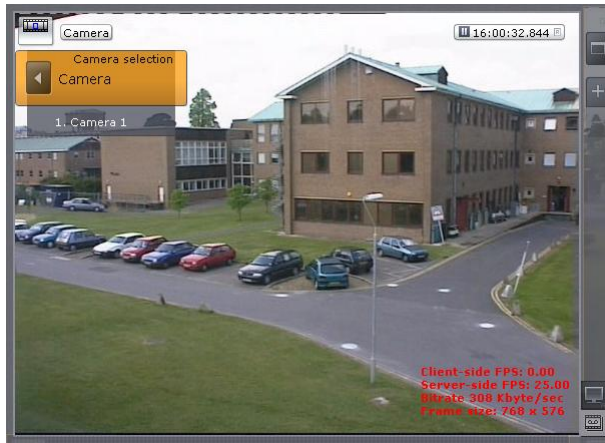 Camera
16:00:32.844
Camera selection
Camera
1. Camera 1
Client-side FPS: 0.00
Server-side FPS: 25.00
Bitrate 308 Kbyte/sec
Frame size: 768 x 576